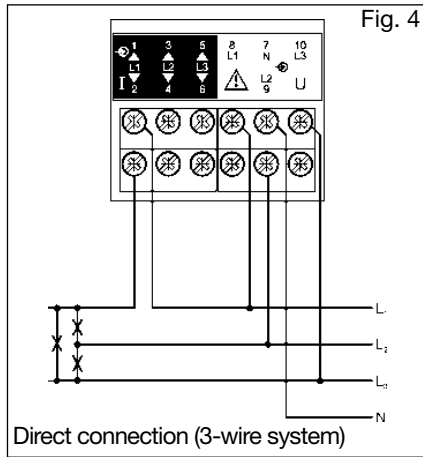 Fig. 4
1 3 5 8 7 10
L1 N L3
L1 L2 L3
I 2 4 6 L2 U
9
L1
L2
L3
N
Direct connection (3-wire system)